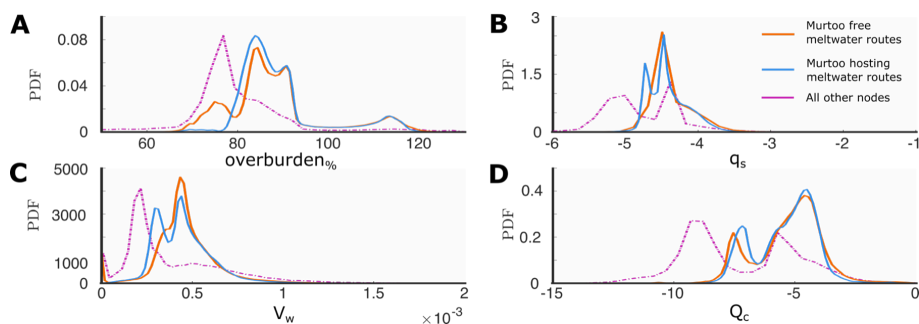 A
PDF
0.08
0.04
0
60
80
100
120
overburden%
B
PDF
3
1.5
0
-6
-5
-4
-3
-2
-1
qs
Murtoo free
meltwater routes
Murtoo hosting
meltwater routes
All other nodes
C
PDF
5000
3000
1000
0
0
0.5
1
1.5
2
×10⁻³
Vw
D
PDF
0.4
0.2
0
-15
-10
-5
0
Qc